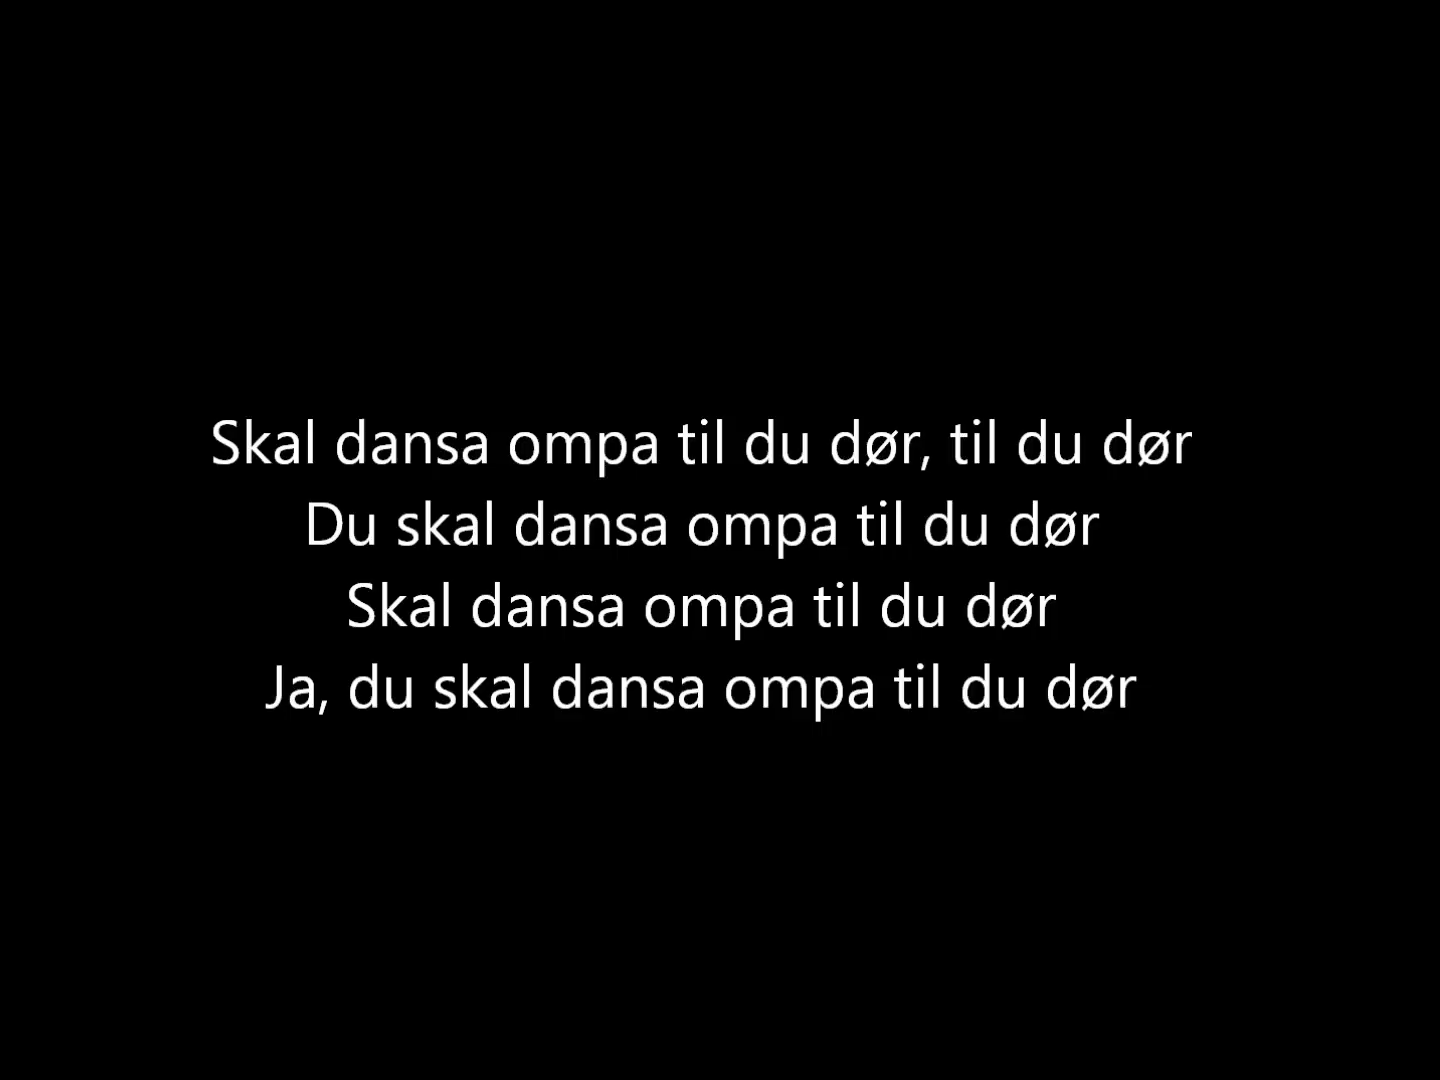 Skal dansa ompa til du dør, til du dør
Du skal dansa ompa til du dør
Skal dansa ompa til du dør
Ja, du skal dansa ompa til du dør